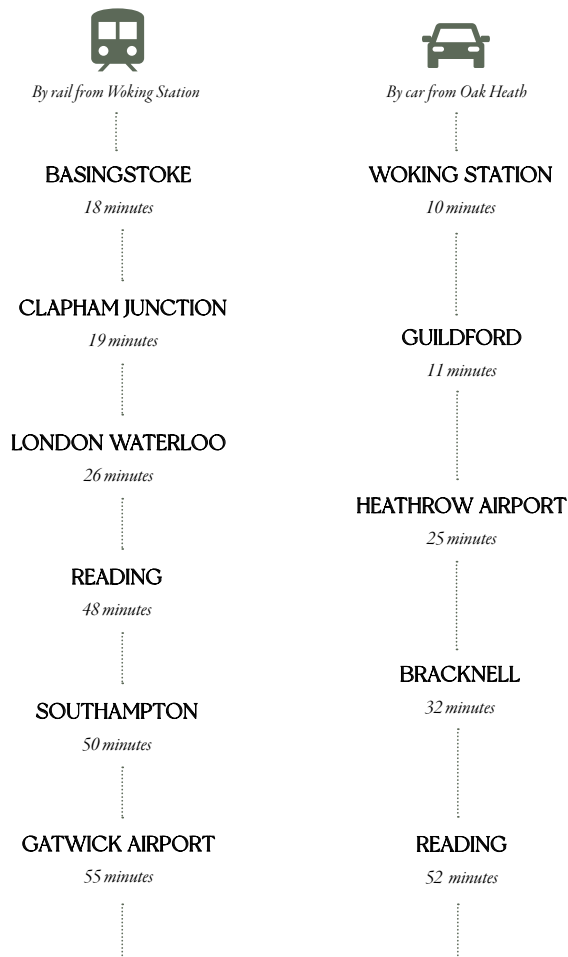 By rail from Woking Station
BASINGSTOKE
18 minutes
CLAPHAM JUNCTION
19 minutes
LONDON WATERLOO
26 minutes
READING
48 minutes
SOUTHAMPTON
50 minutes
GATWICK AIRPORT
55 minutes
By car from Oak Heath
WOKING STATION
10 minutes
GUILDFORD
11 minutes
HEATHROW AIRPORT
25 minutes
BRACKNELL
32 minutes
READING
52 minutes